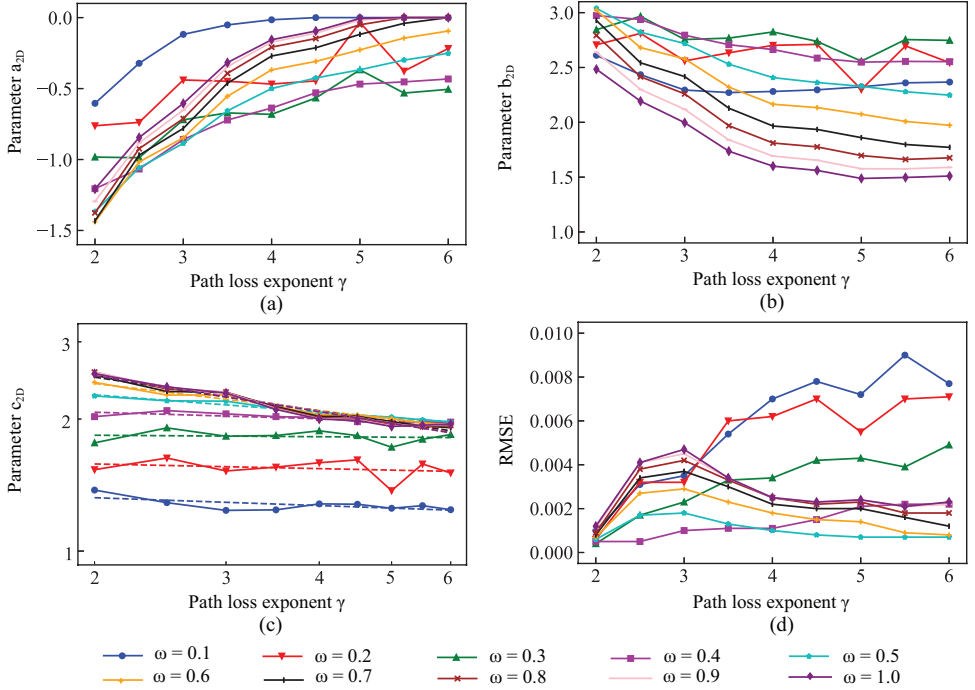 0.0
−0.5
−1.0
−1.5
Parameter a2D
2 3 4 5 6
Path loss exponent γ
(a)
3.0
2.5
2.0
1.5
1.0
Parameter b2D
2 3 4 5 6
Path loss exponent γ
(b)
3
2
1
Parameter c2D
2 3 4 5 6
Path loss exponent γ
(c)
0.010
0.008
0.006
0.004
0.002
0.000
RMSE
2 3 4 5 6
Path loss exponent γ
(d)
ω = 0.1 ω = 0.2 ω = 0.3 ω = 0.4 ω = 0.5
ω = 0.6 ω = 0.7 ω = 0.8 ω = 0.9 ω = 1.0